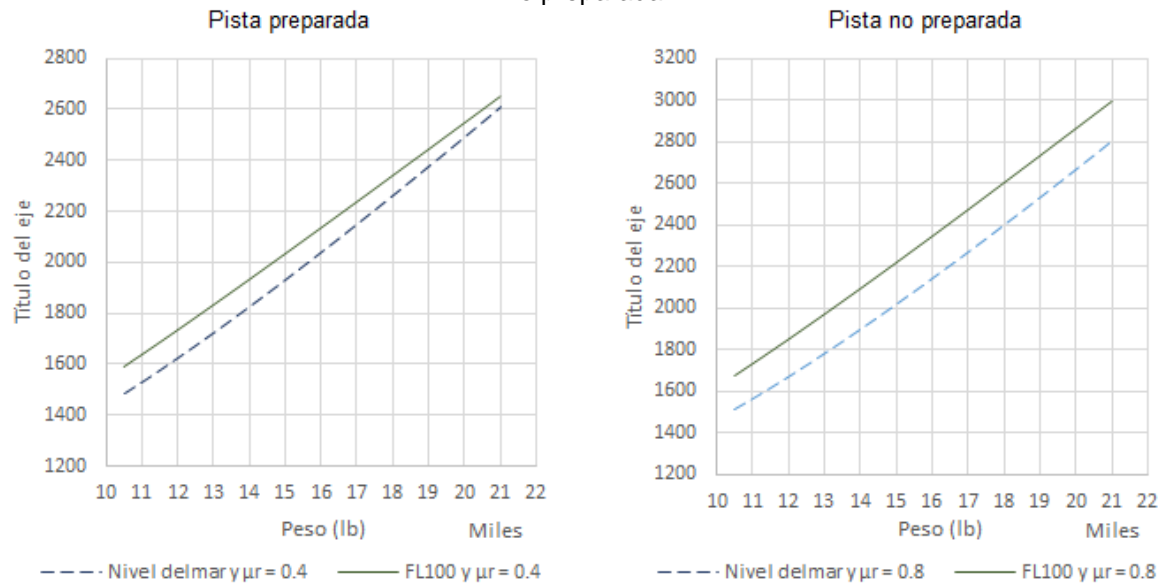 Pista preparada
2800
2600
2400
2200
2000
1800
1600
1400
1200
Título del eje
10 11 12 13 14 15 16 17 18 19 20 21 22
Peso (lb) Miles
Nivel delmar y µr = 0.4 FL100 y µr = 0.4
Pista no preparada
3200
3000
2800
2600
2400
2200
2000
1800
1600
1400
1200
Título del eje
10 11 12 13 14 15 16 17 18 19 20 21 22
Peso (lb) Miles
Nivel delmar y µr = 0.8 FL100 y µr = 0.8